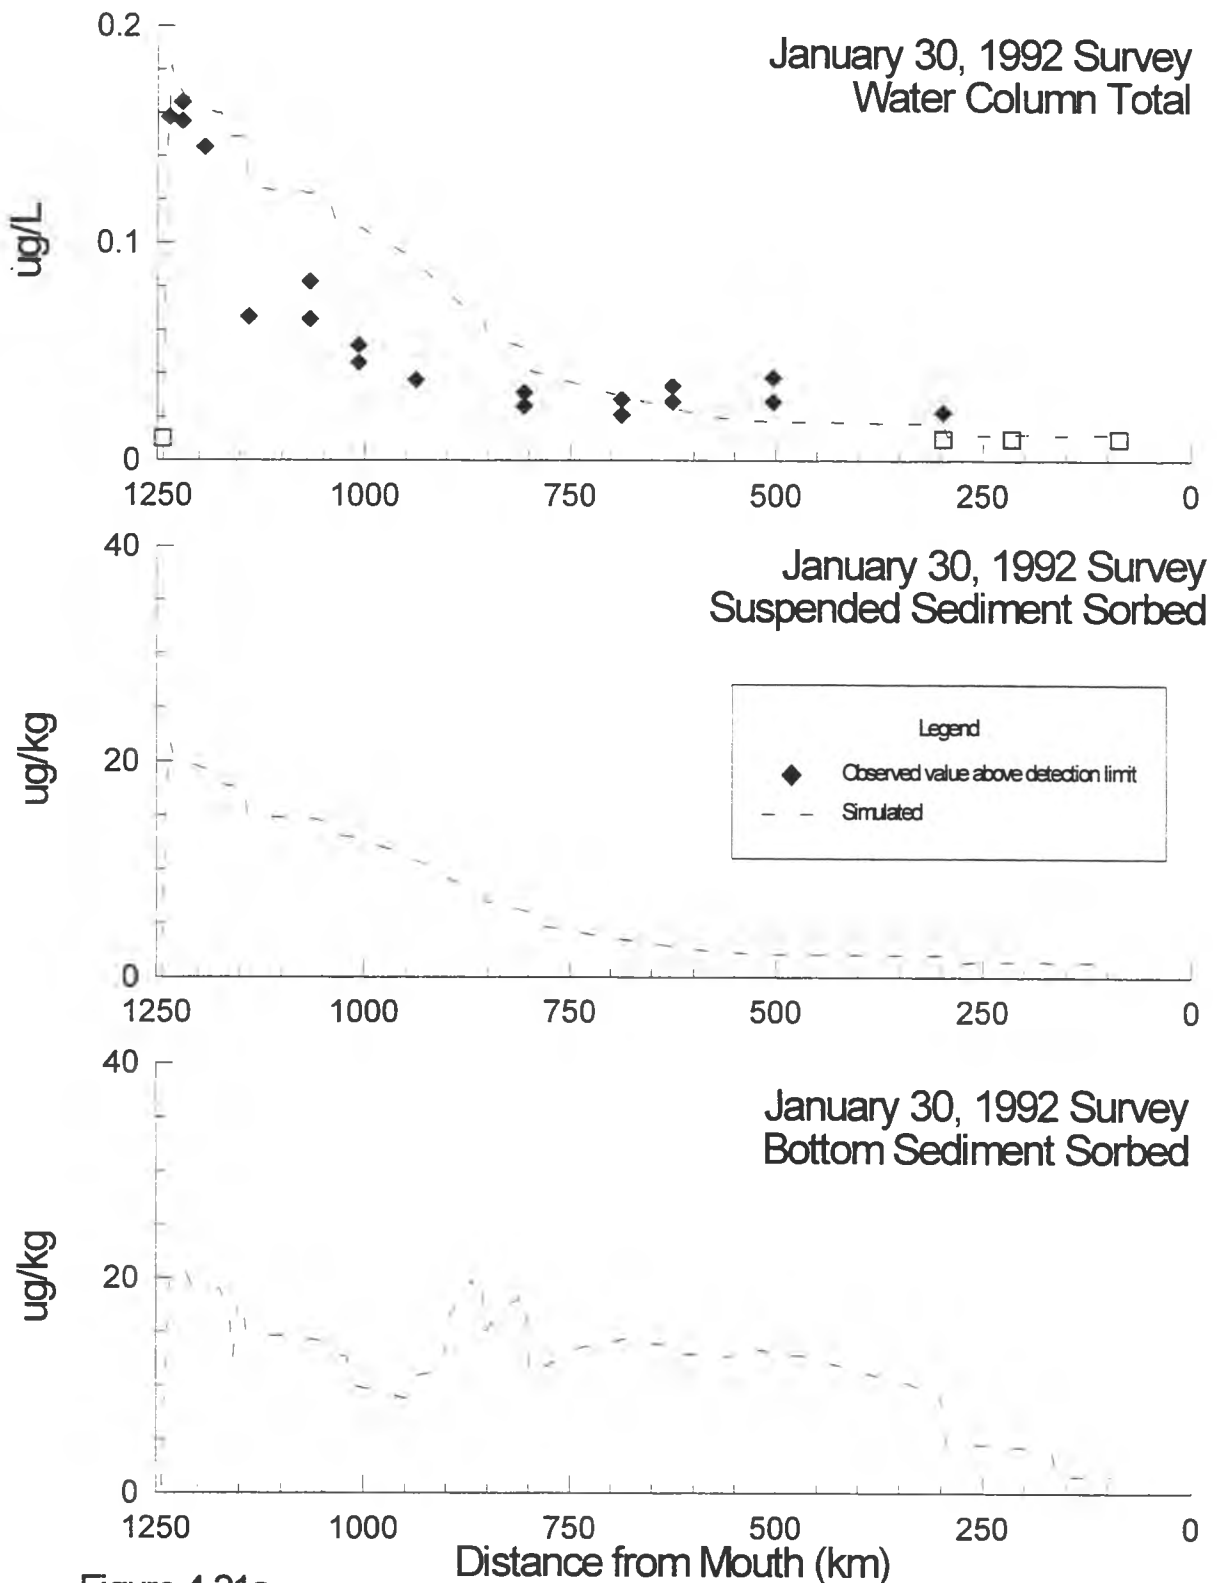 0.2
January 30, 1992 Survey
Water Column Total
ug/L
0.1
0
1250 1000 750 500 250 0
40
January 30, 1992 Survey
Suspended Sediment Sorbed
ug/kg
20
Legend
Observed value above detection limit
Simulated
0
1250 1000 750 500 250 0
40
January 30, 1992 Survey
Bottom Sediment Sorbed
ug/kg
20
0
1250 1000 750 500 250 0
Distance from Mouth (km)